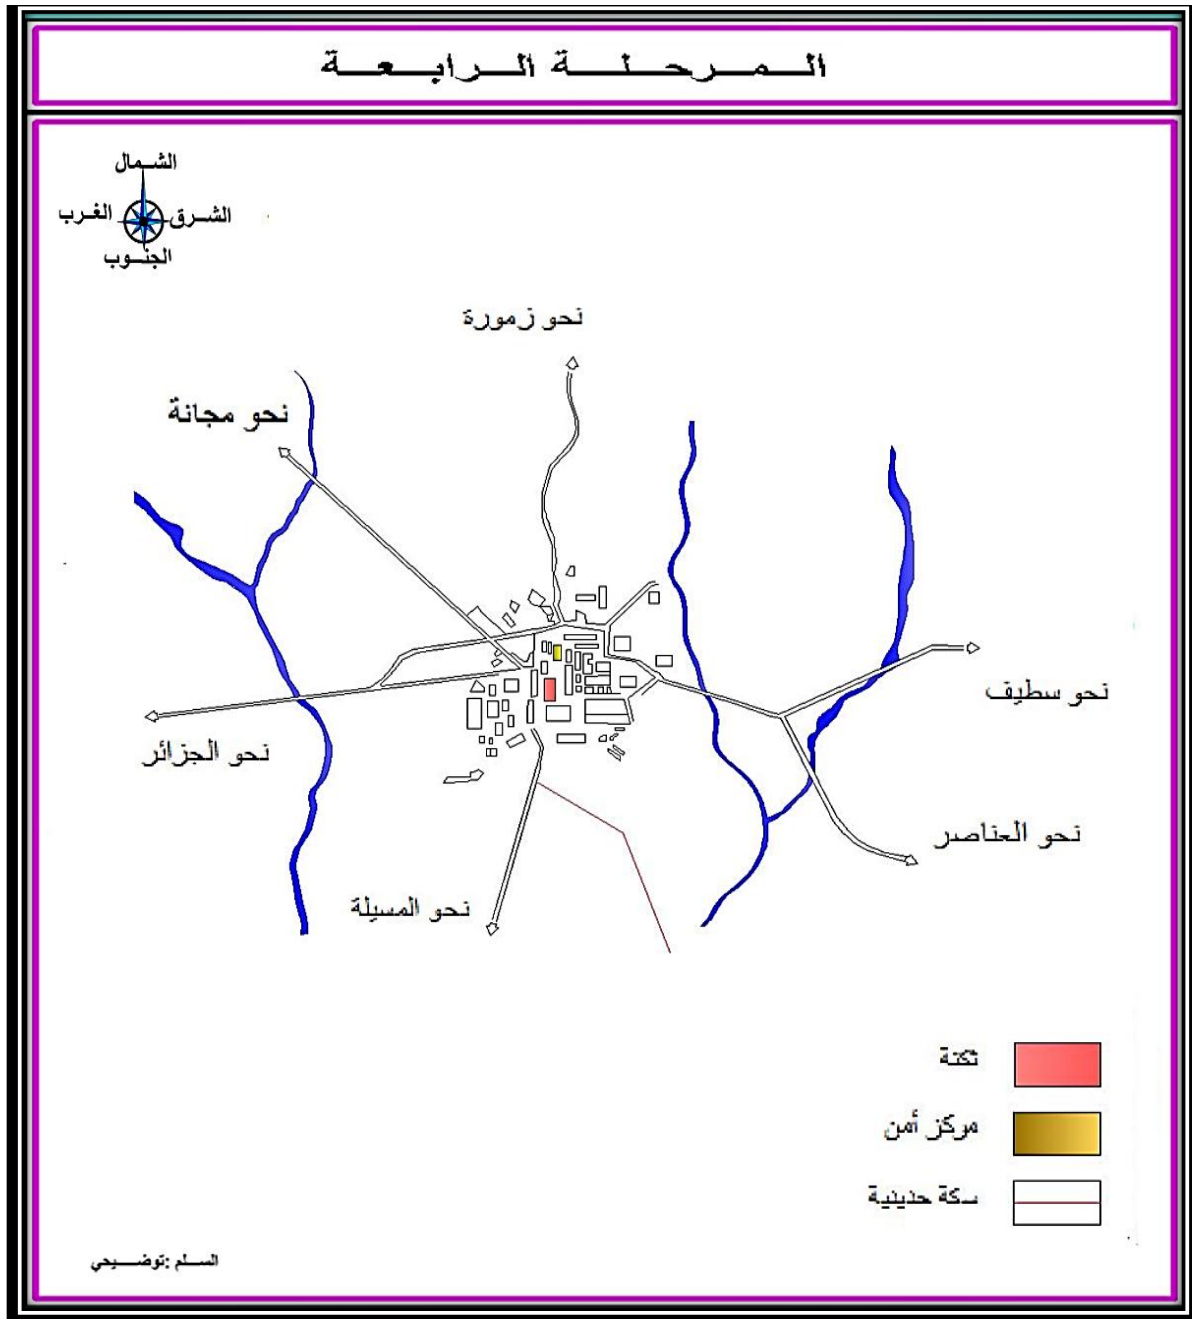 المرحلة الرابعة
الشمال
الغرب
الشرق
الجنوب
نحو زمورة
نحو مجانة
نحو سطيف
نحو الجزائر
نحو العناصر
نحو المسيلة
ثكنة
مركز أمن
سكة حديدية
السلم :توضيحي